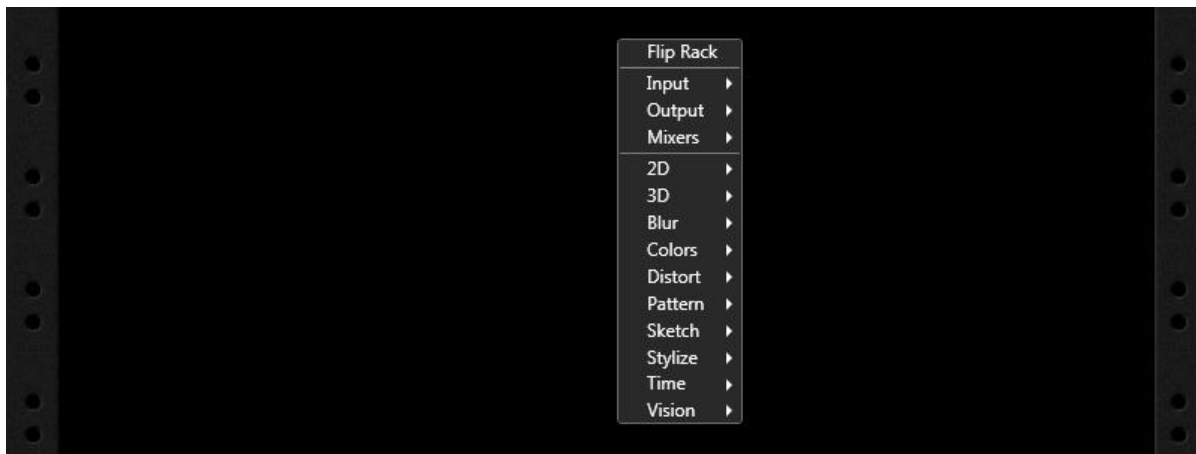 Flip Rack
Input
Output
Mixers
2D
3D
Blur
Colors
Distort
Pattern
Sketch
Stylize
Time
Vision